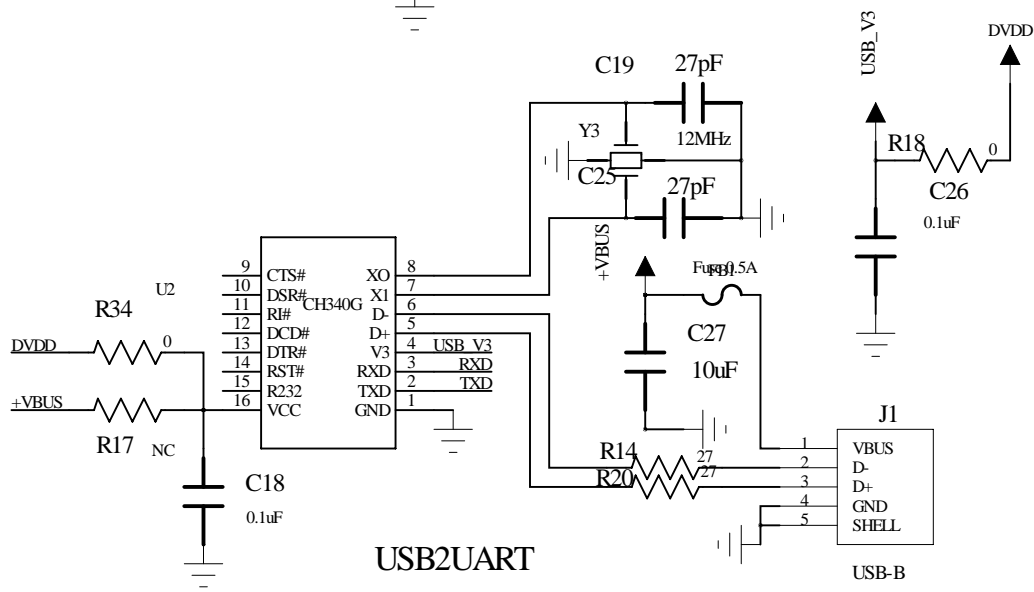 DVDD
USB_V3
C19
27pF
Y3
12MHz
R18
0
C25
27pF
C26
0.1uF
+VBUS
Fuse 0.5A
FB1
9
CTS#
XO
8
U2
10
DSR#
CH340G
X1
7
R34
11
RI#
D-
6
C27
12
DCD#
D+
5
DVDD
0
13
DTR#
V3
4
USB_V3
10uF
14
RST#
RXD
3
RXD
15
R232
TXD
2
TXD
+VBUS
16
VCC
GND
1
J1
R17
NC
R14
27
1
VBUS
2
D-
R20
27
3
D+
C18
4
GND
0.1uF
5
SHELL
USB2UART
USB-B